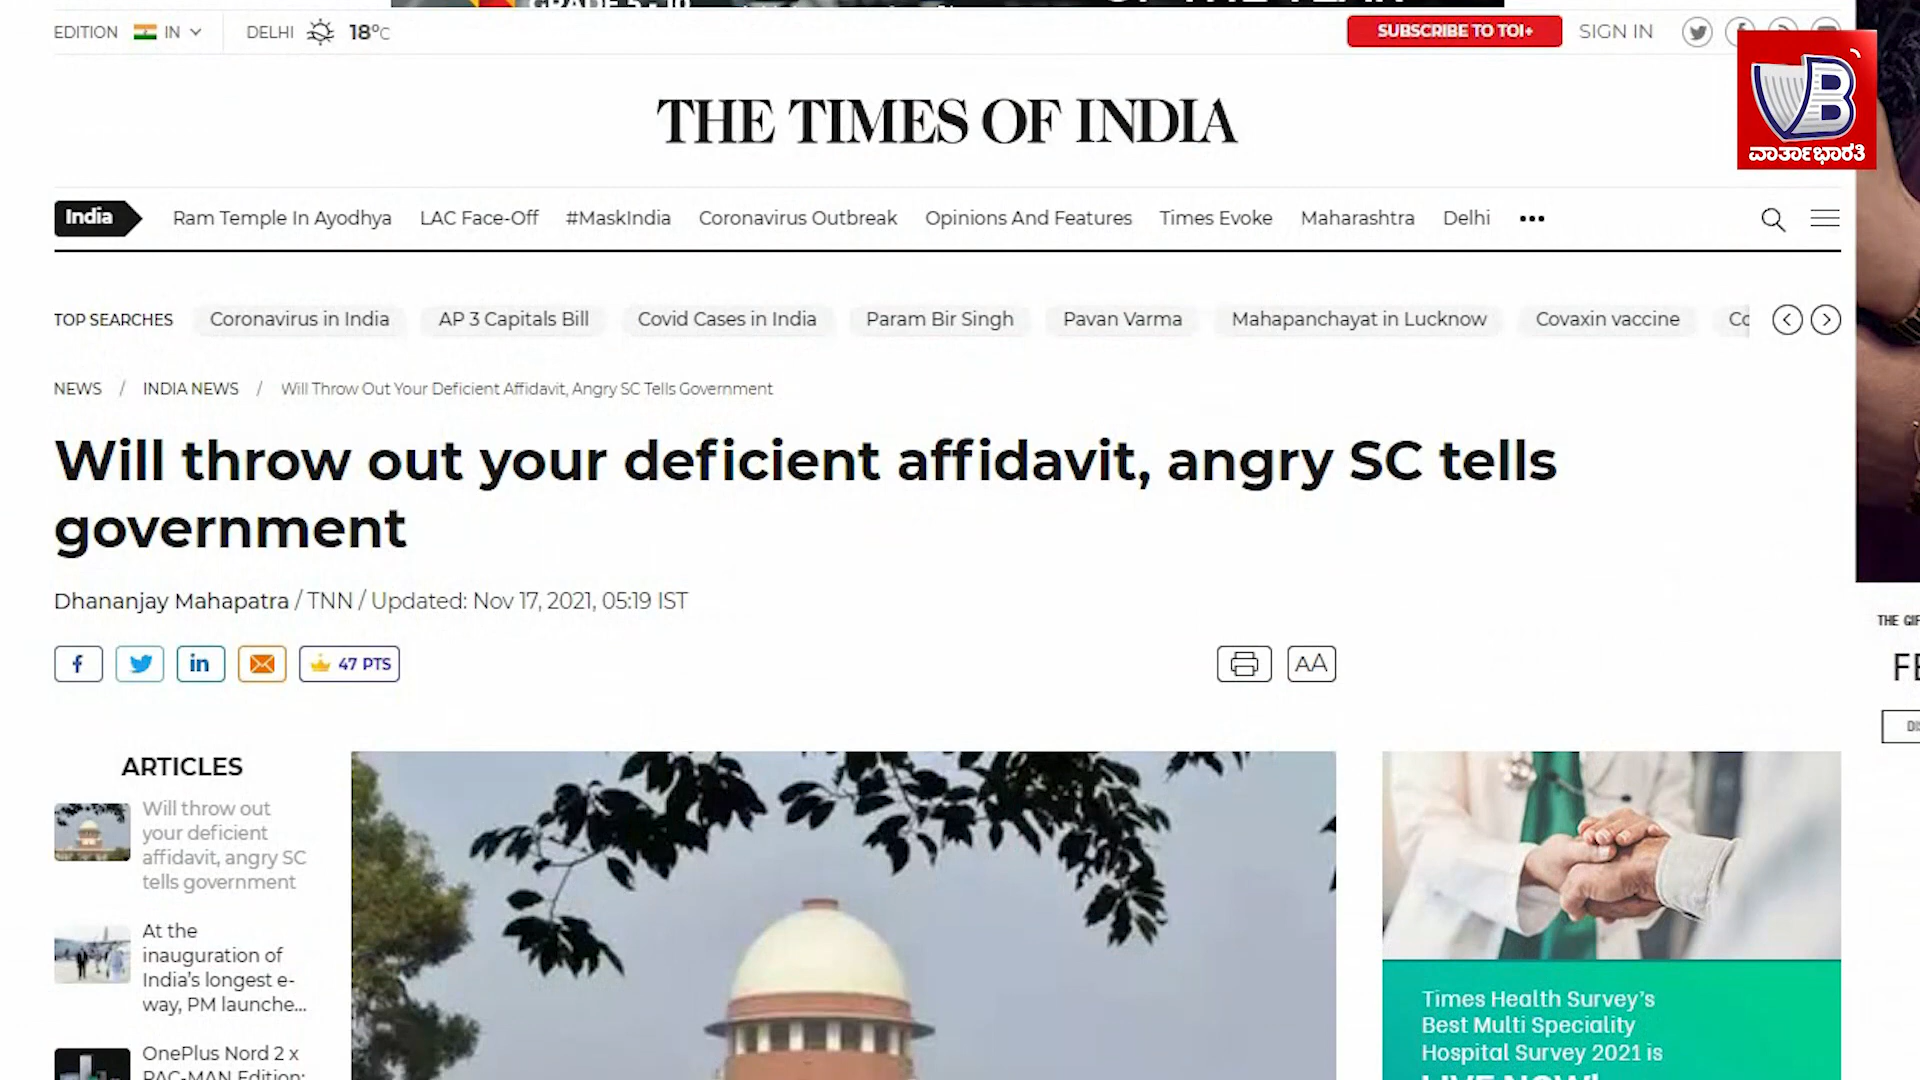 EDITION IN DELHI 18°C SUBSCRIBE TO TOI+ SIGN IN
THE TIMES OF INDIA
ವಾರ್ತಾಭಾರತಿ
India Ram Temple In Ayodhya LAC Face-Off #MaskIndia Coronavirus Outbreak Opinions And Features Times Evoke Maharashtra Delhi •••
TOP SEARCHES Coronavirus in India AP 3 Capitals Bill Covid Cases in India Param Bir Singh Pavan Varma Mahapanchayat in Lucknow Covaxin vaccine
NEWS / INDIA NEWS / Will Throw Out Your Deficient Affidavit, Angry SC Tells Government
Will throw out your deficient affidavit, angry SC tells
government
Dhananjay Mahapatra / TNN / Updated: Nov 17, 2021, 05:19 IST
47 PTS AA
ARTICLES
Will throw out
your deficient
affidavit, angry SC
tells government
At the
inauguration of
India's longest e-
way, PM launche...
OnePlus Nord 2 x
PAC-MAN Edition:
Times Health Survey's
Best Multi Speciality
Hospital Survey 2021 is
LIVE NOW!
THE